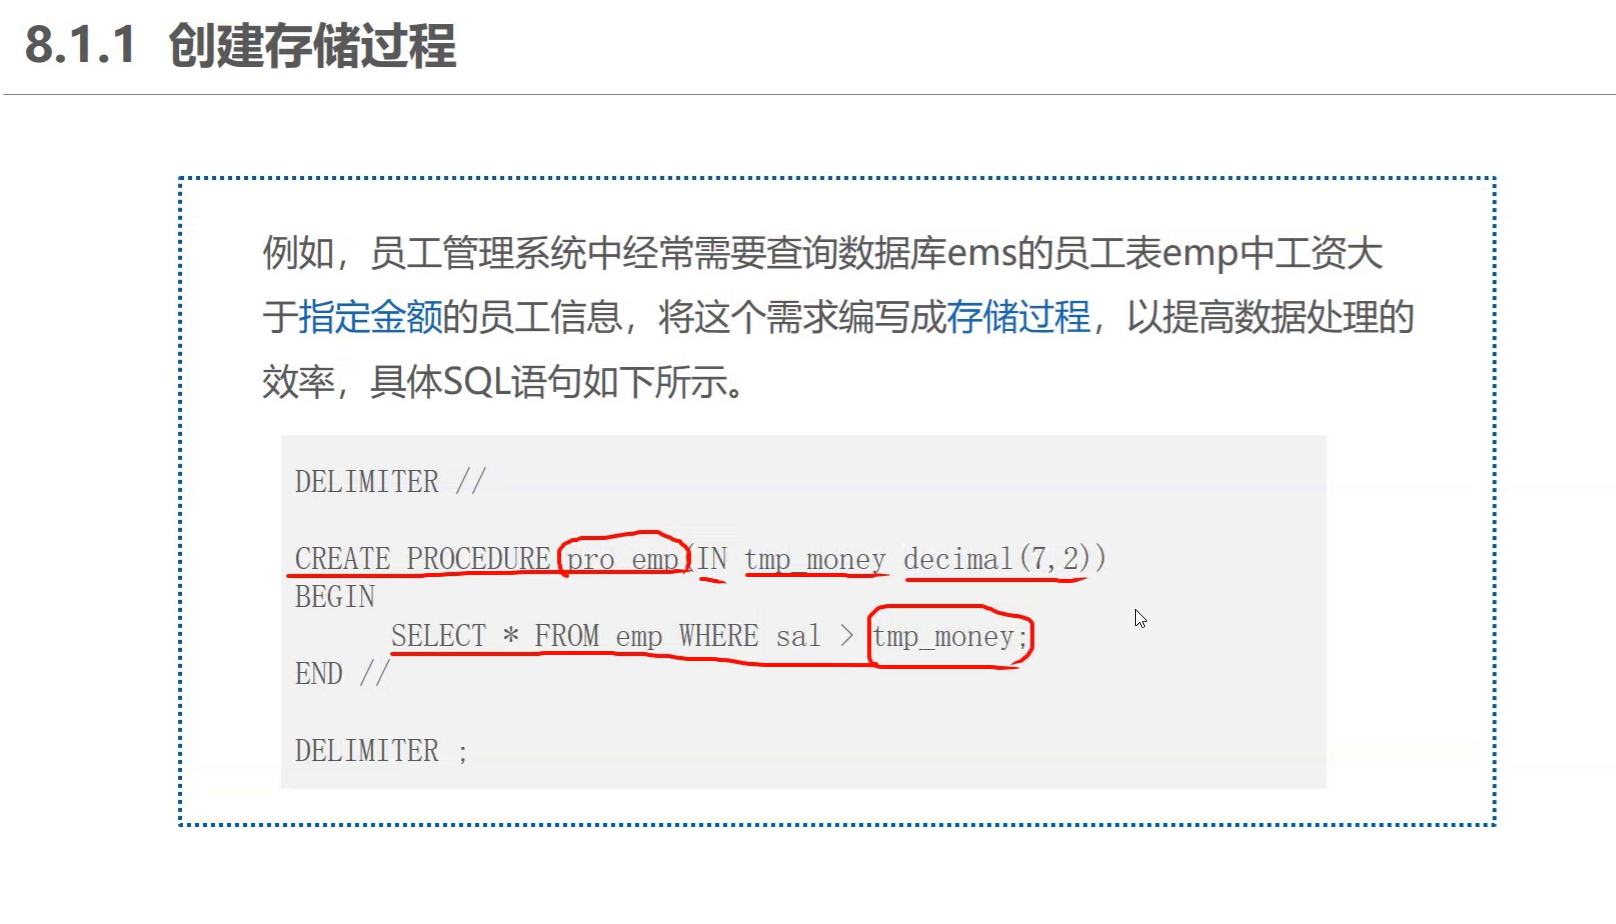 8.1.1 创建存储过程
例如，员工管理系统中经常需要查询数据库ems的员工表emp中工资大
于指定金额的员工信息，将这个需求编写成存储过程，以提高数据处理的
效率，具体SQL语句如下所示。
DELIMITER //
CREATE PROCEDURE pro_emp(IN tmp_money decimal(7,2))
BEGIN
SELECT * FROM emp WHERE sal > tmp_money;
END //
DELIMITER ;